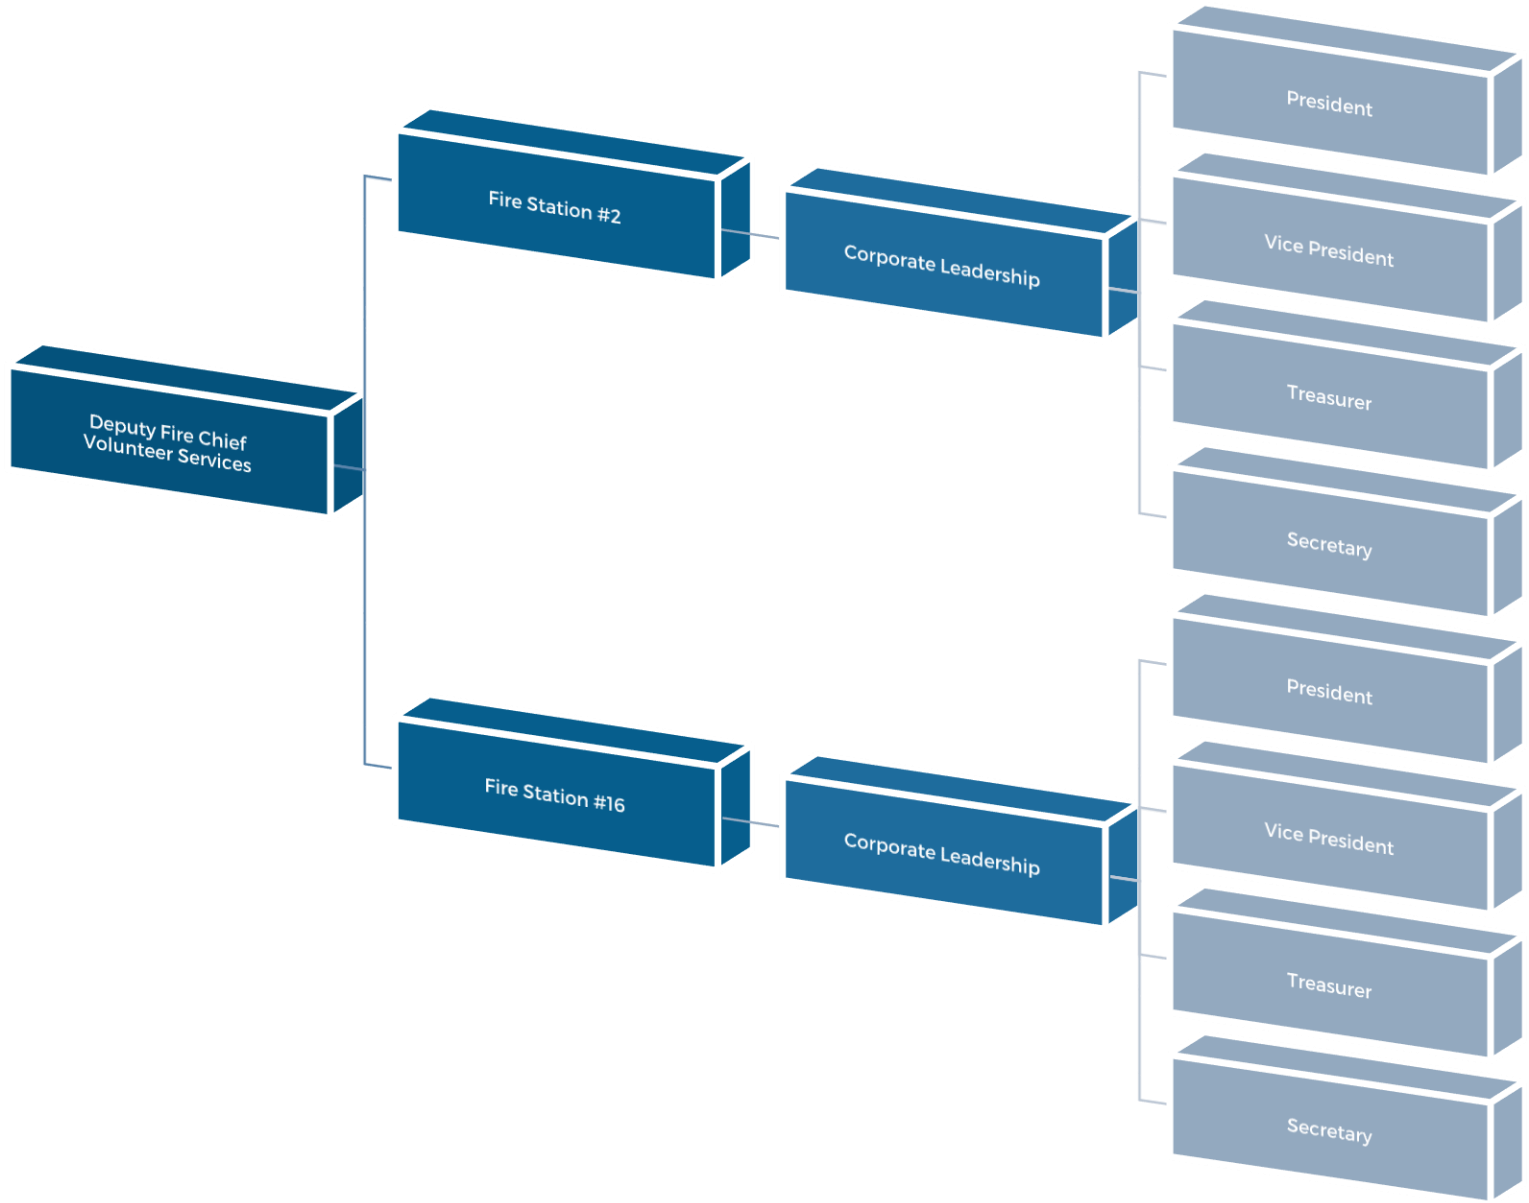 Deputy Fire Chief
Volunteer Services
Fire Station #2
Corporate Leadership
President
Vice President
Treasurer
Secretary
Fire Station #16
Corporate Leadership
President
Vice President
Treasurer
Secretary